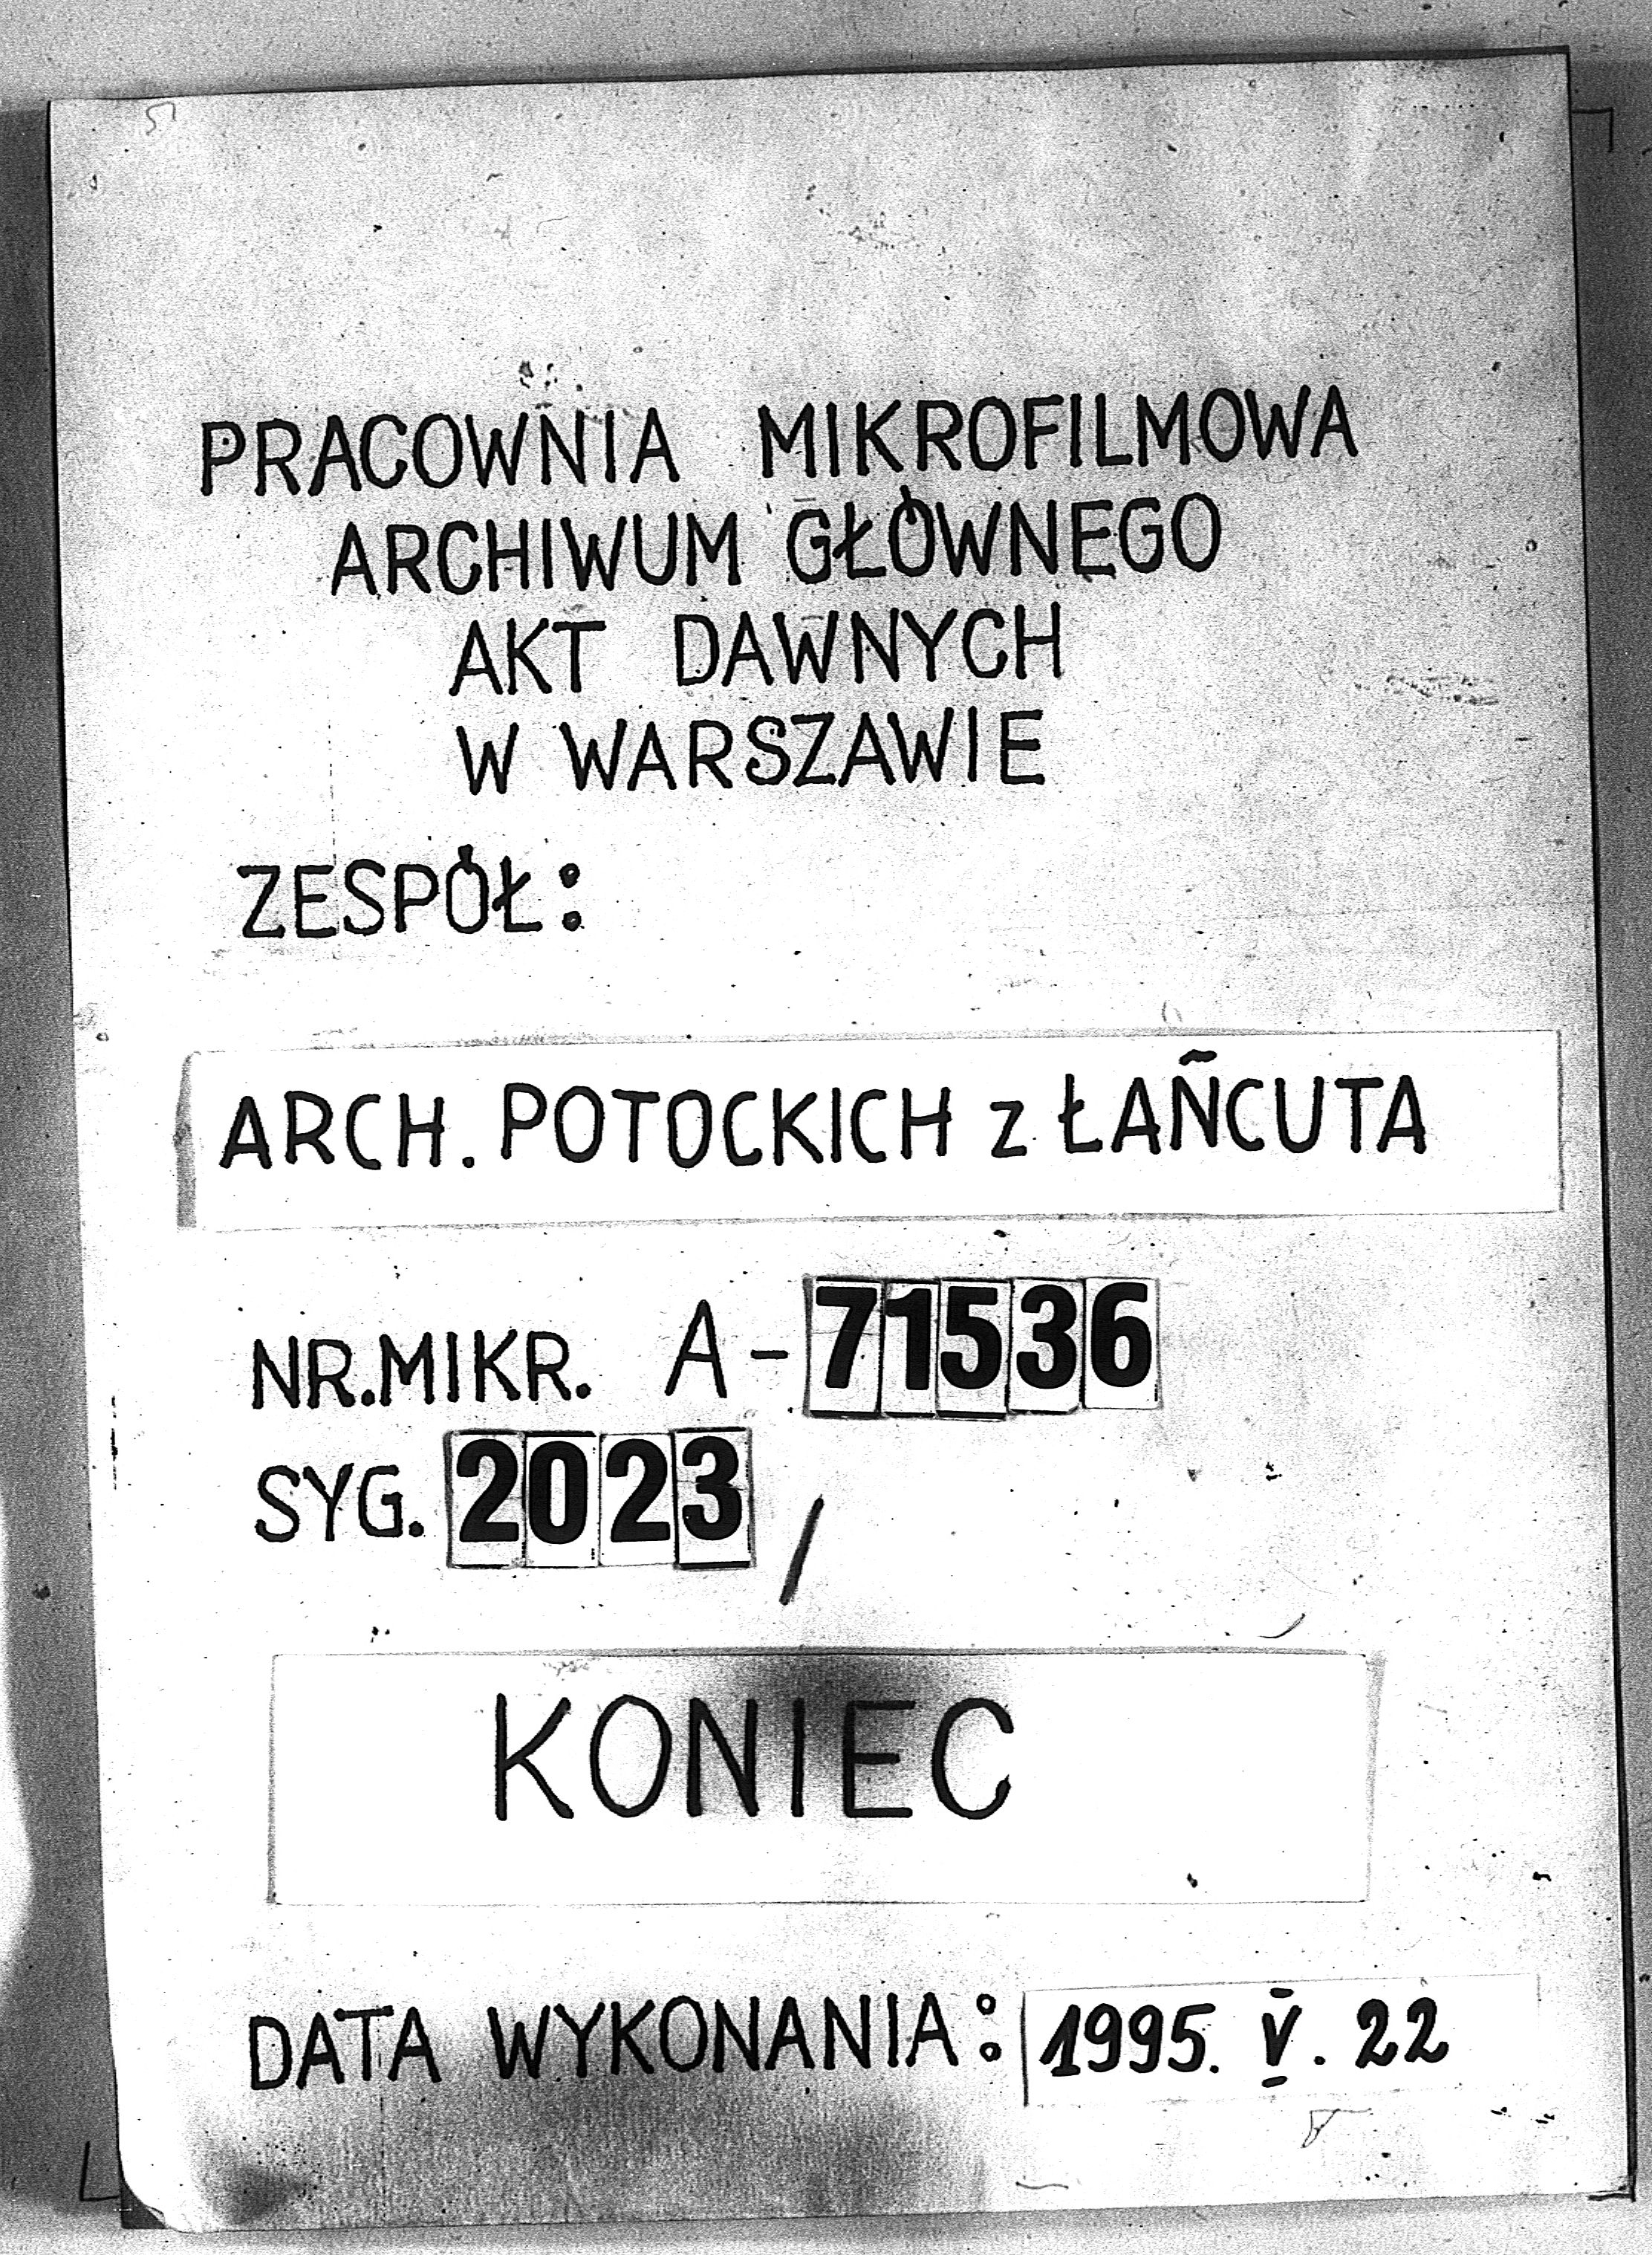 PRACOWNIA MIKROFILMOWA
ARCHIWUM GŁÓWNEGO
AKT DAWNYCH
W WARSZAWIE
ZESPÓŁ:
ARCH. POTOCKICH z ŁAŃCUTA
NR.MIKR. A-71536
SYG. 2023/
KONIEC
DATA WYKONANIA: 1995. V. 22